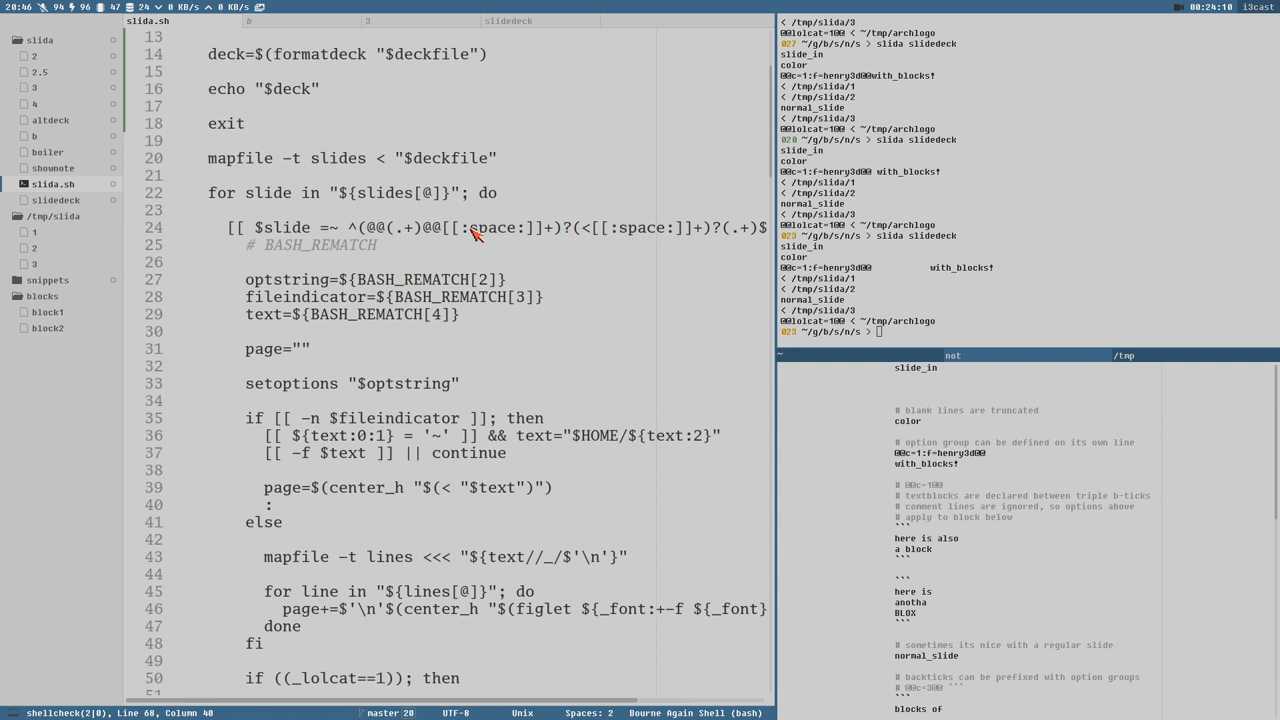 20:46 94 96 47 24 0 KB/s 0 KB/s
00:24:10 i3cast
slida
2
2.5
3
4
altdeck
b
boiler
shownote
slida.sh
slidedeck
/tmp/slida
1
2
3
snippets
blocks
block1
block2
slida.sh b 3 slidedeck
13
14 deck=$(formatdeck "$deckfile")
15
16 echo "$deck"
17
18 exit
19
20 mapfile -t slides < "$deckfile"
21
22 for slide in "${slides[@]}"; do
23
24 [[ $slide =~ ^(@@(.+)@@[[:space:]]+)?(<[[:space:]]+)?(.+)$
25 # BASH_REMATCH
26
27 optstring=${BASH_REMATCH[2]}
28 fileindicator=${BASH_REMATCH[3]}
29 text=${BASH_REMATCH[4]}
30
31 page=""
32
33 setoptions "$optstring"
34
35 if [[ -n $fileindicator ]]; then
36 [[ ${text:0:1} = '~' ]] && text="$HOME/${text:2}"
37 [[ -f $text ]] || continue
38
39 page=$(center_h "$(< "$text")")
40 :
41 else
42
43 mapfile -t lines <<< "${text//_/$'\n'}"
44
45 for line in "${lines[@]}"; do
46 page+=$'\n'$(center_h "$(figlet ${_font:+-f ${_font}
47 done
48 fi
49
50 if ((_lolcat==1)); then
51
< /tmp/slida/3
@@lolcat=1@@ < ~/tmp/archlogo
027 ~/g/b/s/n/s > slida slidedeck
slide_in
color
@@c=1:f=henry3d@@with_blocks!
< /tmp/slida/1
< /tmp/slida/2
normal_slide
< /tmp/slida/3
@@lolcat=1@@ < ~/tmp/archlogo
020 ~/g/b/s/n/s > slida slidedeck
slide_in
color
@@c=1:f=henry3d@@ with_blocks!
< /tmp/slida/1
< /tmp/slida/2
normal_slide
< /tmp/slida/3
@@lolcat=1@@ < ~/tmp/archlogo
023 ~/g/b/s/n/s > slida slidedeck
slide_in
color
@@c=1:f=henry3d@@ with_blocks!
< /tmp/slida/1
< /tmp/slida/2
normal_slide
< /tmp/slida/3
@@lolcat=1@@ < ~/tmp/archlogo
023 ~/g/b/s/n/s >
~ not /tmp
slide_in
# blank lines are truncated
color
# option group can be defined on its own line
@@c=1:f=henry3d@@
with_blocks!
# @@c=1@@
# textblocks are declared between triple b-ticks
# comment lines are ignored, so options above
# apply to block below
```
here is also
a block
```
```
here is
anotha
BLOX
```
# sometimes its nice with a regular slide
normal_slide
# backticks can be prefixed with option groups
# @@c=3@@ ```
```
blocks of
shellcheck(2|0), Line 68, Column 40
master 20 UTF-8 Unix Spaces: 2 Bourne Again Shell (bash)